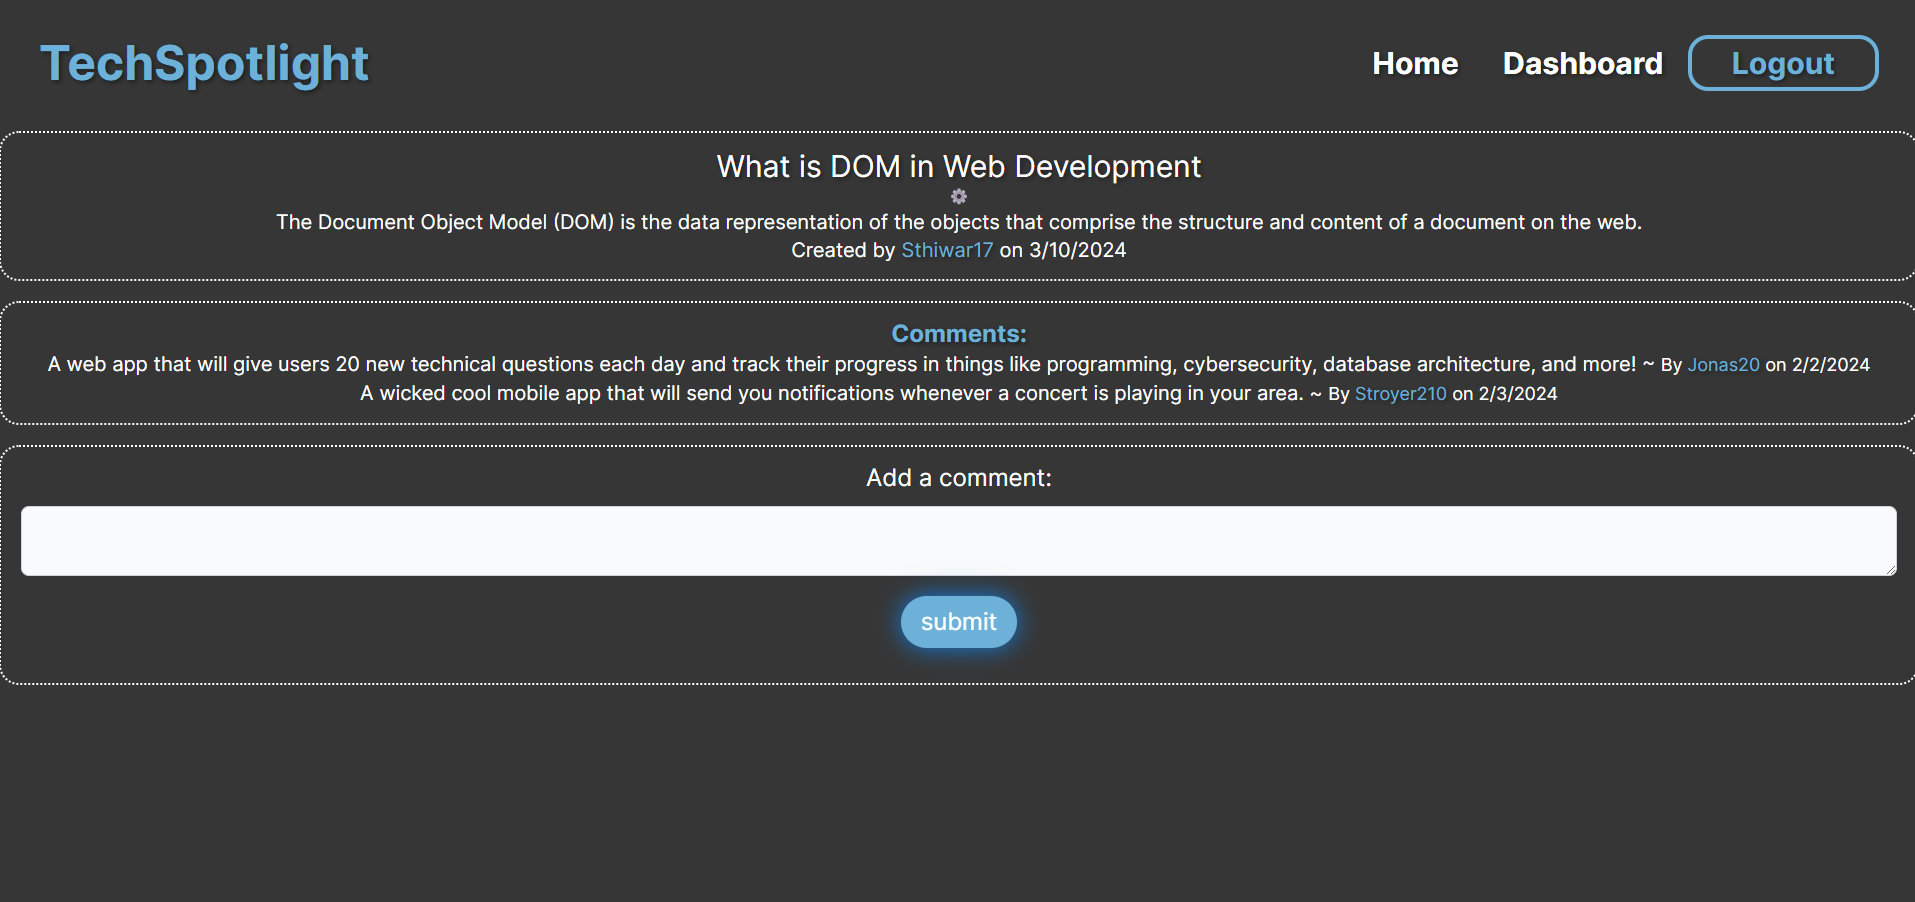 TechSpotlight
Home Dashboard Logout
What is DOM in Web Development
The Document Object Model (DOM) is the data representation of the objects that comprise the structure and content of a document on the web.
Created by Sthiwar17 on 3/10/2024
Comments:
A web app that will give users 20 new technical questions each day and track their progress in things like programming, cybersecurity, database architecture, and more! ~ By Jonas20 on 2/2/2024
A wicked cool mobile app that will send you notifications whenever a concert is playing in your area. ~ By Stroyer210 on 2/3/2024
Add a comment:
submit